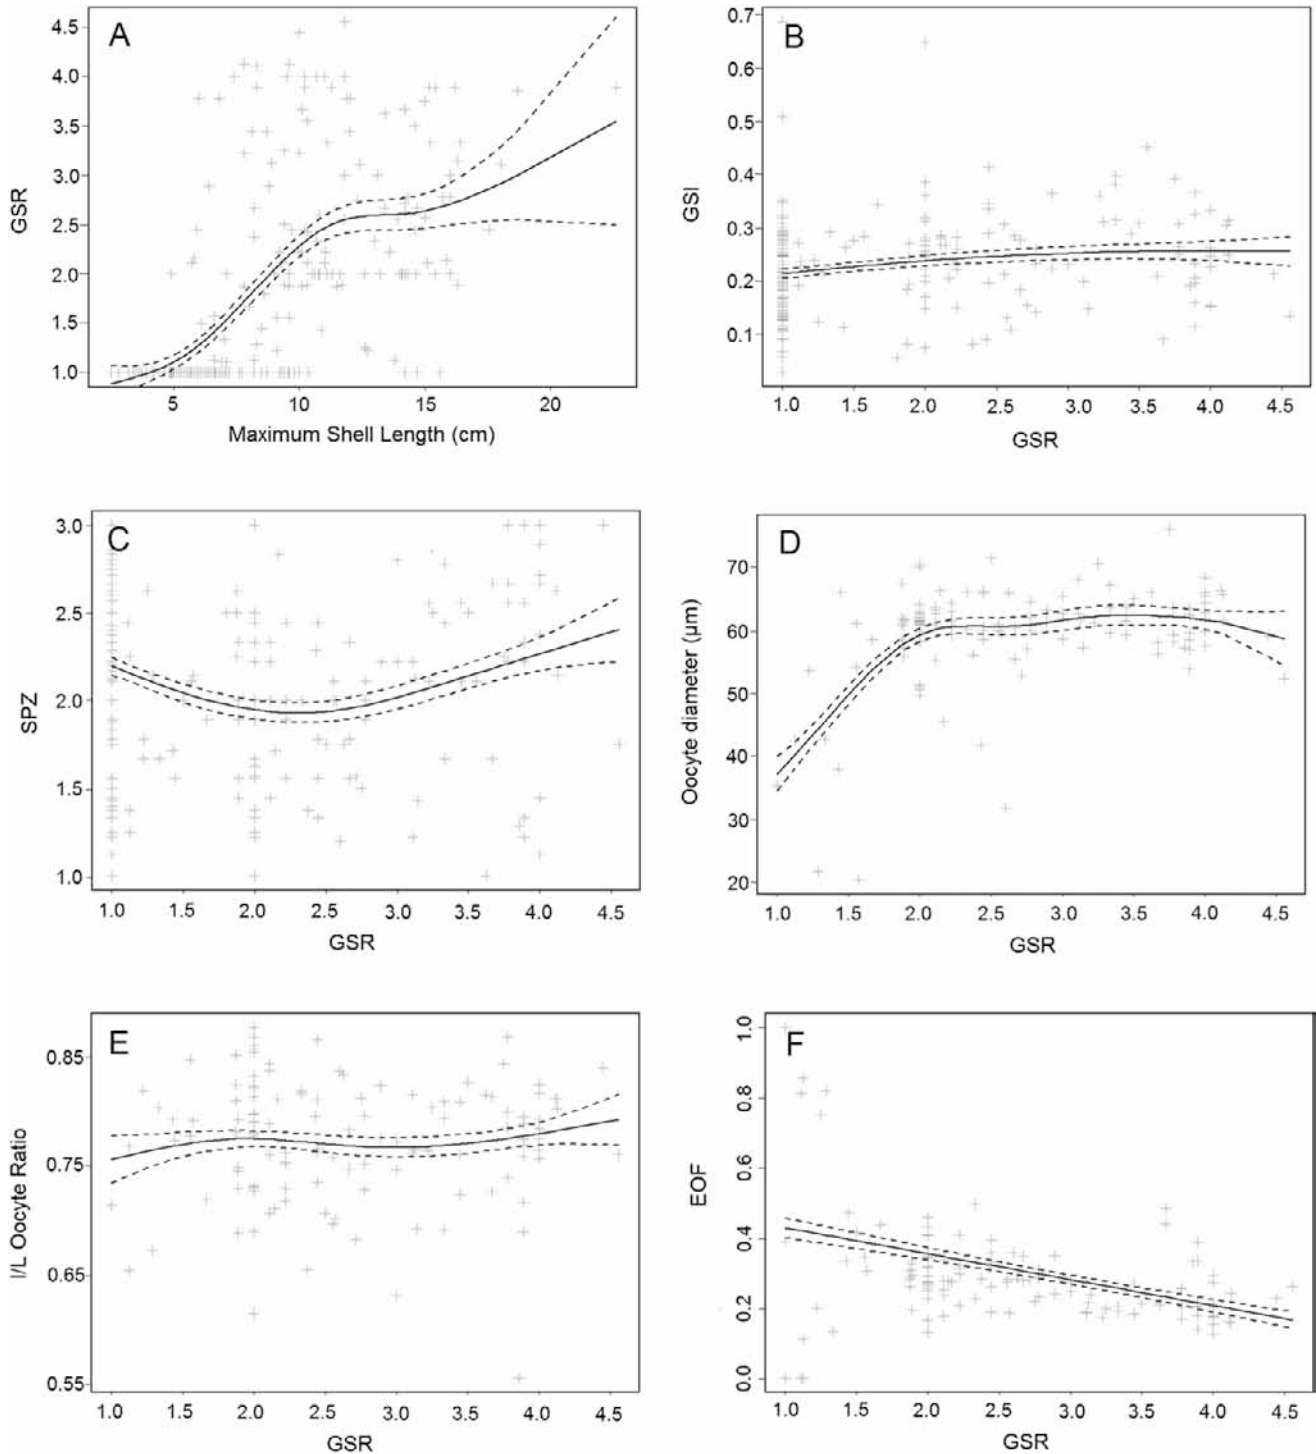 A
GSR
4.5
4.0
3.5
3.0
2.5
2.0
1.5
1.0
5 10 15 20
Maximum Shell Length (cm)
B
GSI
0.7
0.6
0.5
0.4
0.3
0.2
0.1
1.0 1.5 2.0 2.5 3.0 3.5 4.0 4.5
GSR
C
SPZ
3.0
2.5
2.0
1.5
1.0
1.0 1.5 2.0 2.5 3.0 3.5 4.0 4.5
GSR
D
Oocyte diameter (μm)
70
60
50
40
30
20
1.0 1.5 2.0 2.5 3.0 3.5 4.0 4.5
GSR
E
I/L Oocyte Ratio
0.85
0.75
0.65
0.55
1.0 1.5 2.0 2.5 3.0 3.5 4.0 4.5
GSR
F
EOF
1.0
0.8
0.6
0.4
0.2
0.0
1.0 1.5 2.0 2.5 3.0 3.5 4.0 4.5
GSR